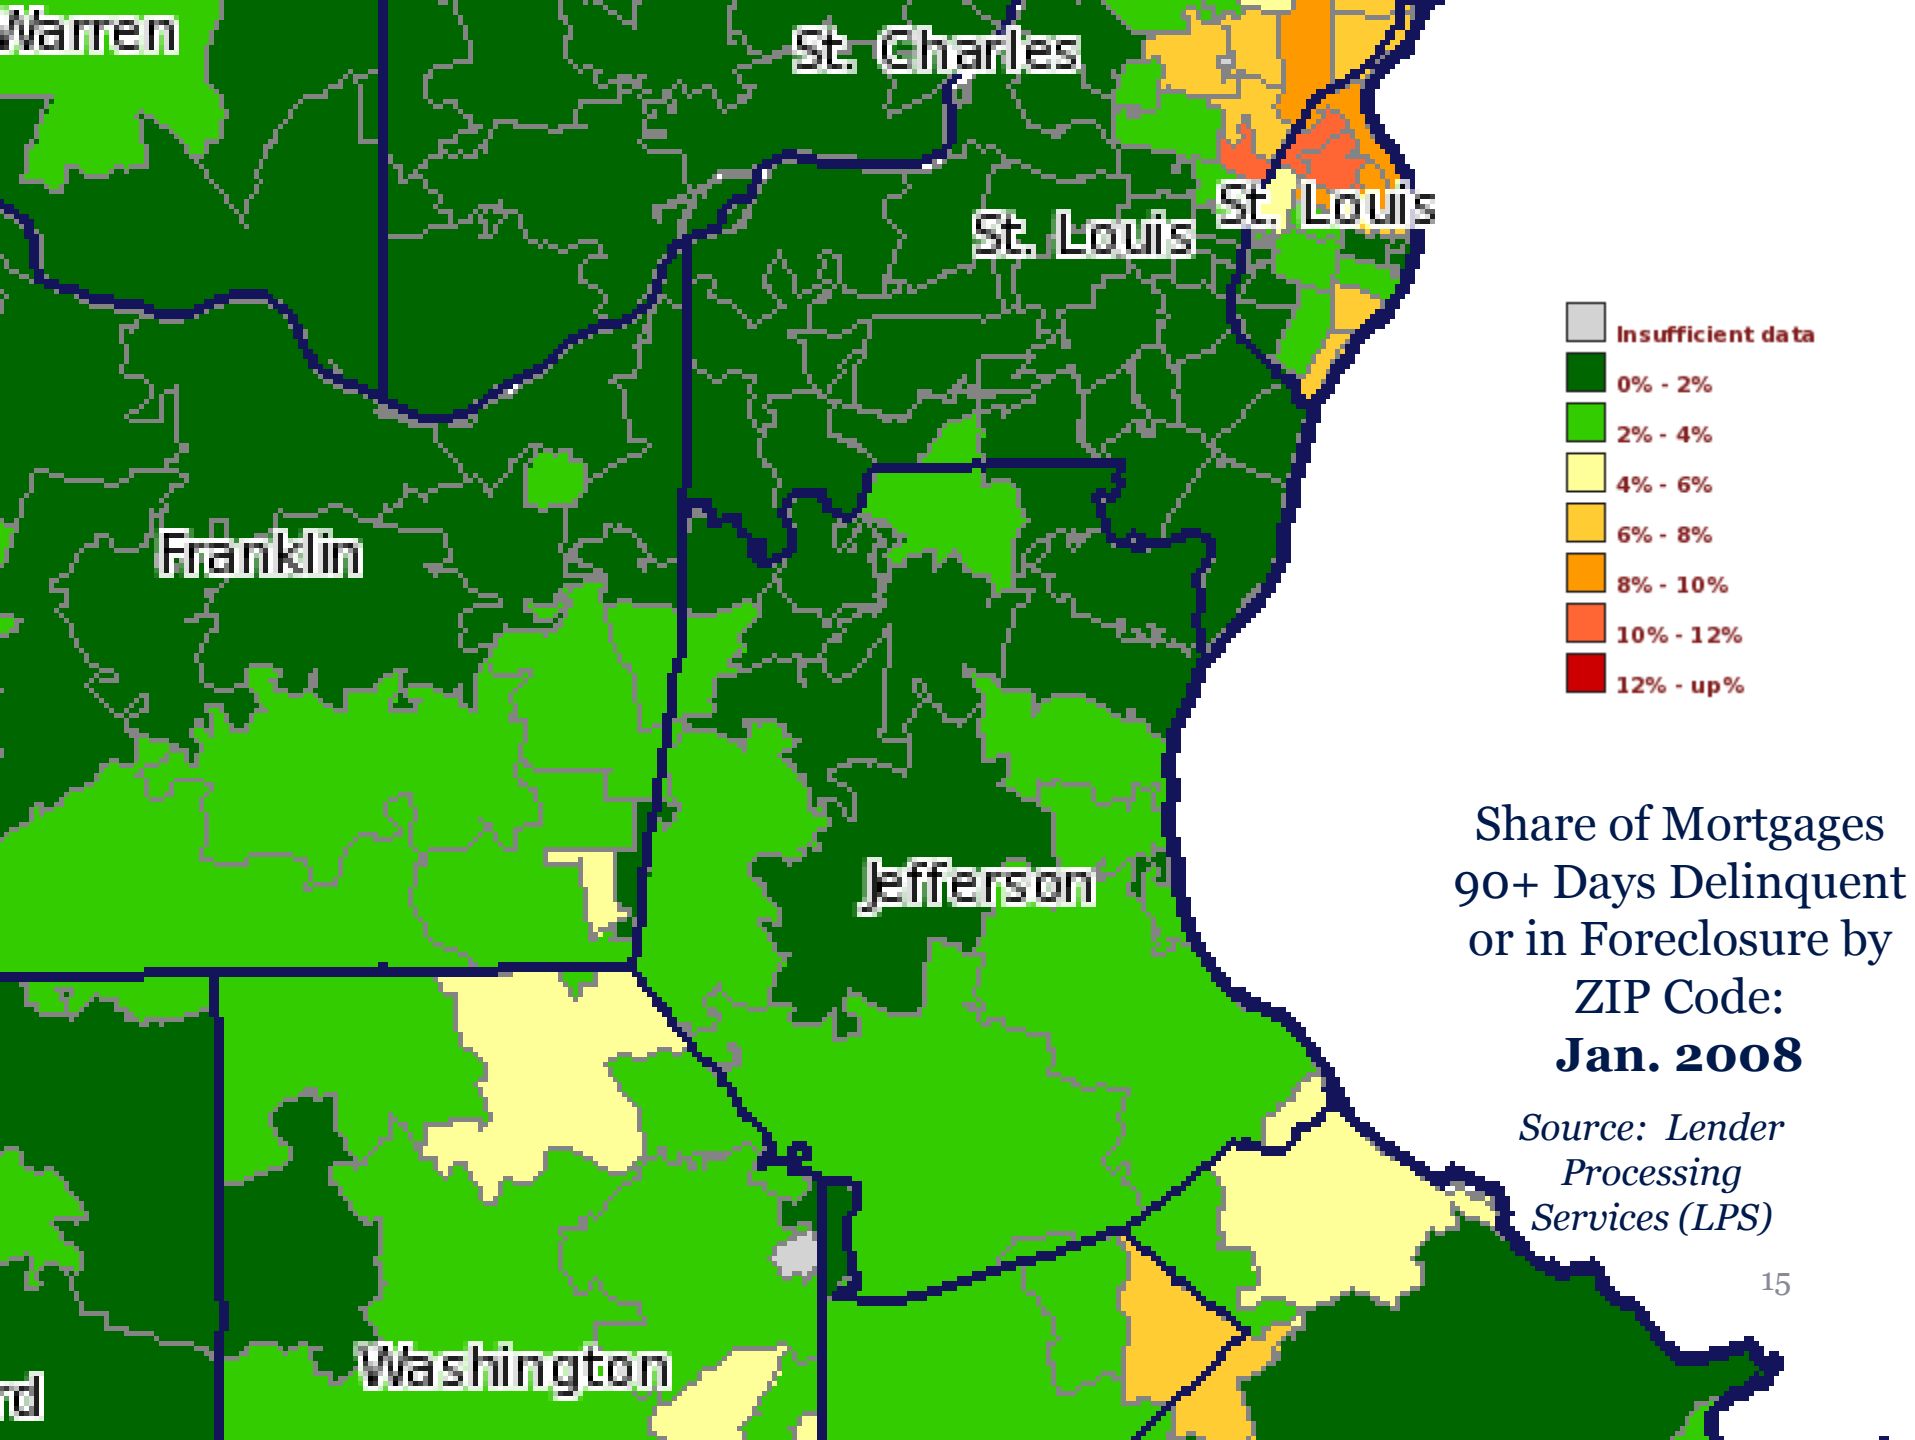 Warren
St. Charles
St. Louis
St. Louis
Franklin
Jefferson
Washington
rd
Insufficient data
0% - 2%
2% - 4%
4% - 6%
6% - 8%
8% - 10%
10% - 12%
12% - up%
Share of Mortgages
90+ Days Delinquent
or in Foreclosure by
ZIP Code:
Jan. 2008
Source: Lender
Processing
Services (LPS)
15